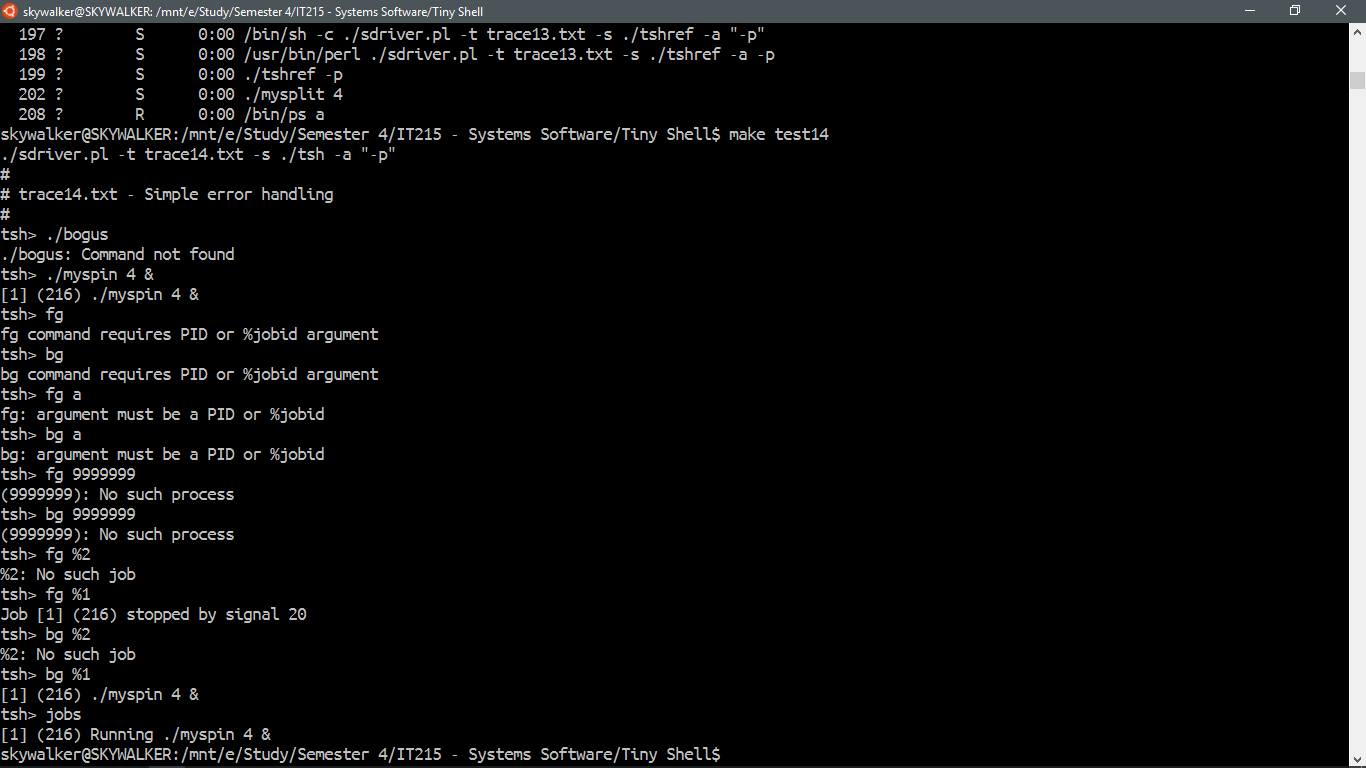 skywalker@SKYWALKER: /mnt/e/Study/Semester 4/IT215 - Systems Software/Tiny Shell
  197 ?        S      0:00 /bin/sh -c ./sdriver.pl -t trace13.txt -s ./tshref -a "-p"
  198 ?        S      0:00 /usr/bin/perl ./sdriver.pl -t trace13.txt -s ./tshref -a -p
  199 ?        S      0:00 ./tshref -p
  202 ?        S      0:00 ./mysplit 4
  208 ?        R      0:00 /bin/ps a
skywalker@SKYWALKER:/mnt/e/Study/Semester 4/IT215 - Systems Software/Tiny Shell$ make test14
./sdriver.pl -t trace14.txt -s ./tsh -a "-p"
#
# trace14.txt - Simple error handling
#
tsh> ./bogus
./bogus: Command not found
tsh> ./myspin 4 &
[1] (216) ./myspin 4 &
tsh> fg
fg command requires PID or %jobid argument
tsh> bg
bg command requires PID or %jobid argument
tsh> fg a
fg: argument must be a PID or %jobid
tsh> bg a
bg: argument must be a PID or %jobid
tsh> fg 9999999
(9999999): No such process
tsh> bg 9999999
(9999999): No such process
tsh> fg %2
%2: No such job
tsh> fg %1
Job [1] (216) stopped by signal 20
tsh> bg %2
%2: No such job
tsh> bg %1
[1] (216) ./myspin 4 &
tsh> jobs
[1] (216) Running ./myspin 4 &
skywalker@SKYWALKER:/mnt/e/Study/Semester 4/IT215 - Systems Software/Tiny Shell$